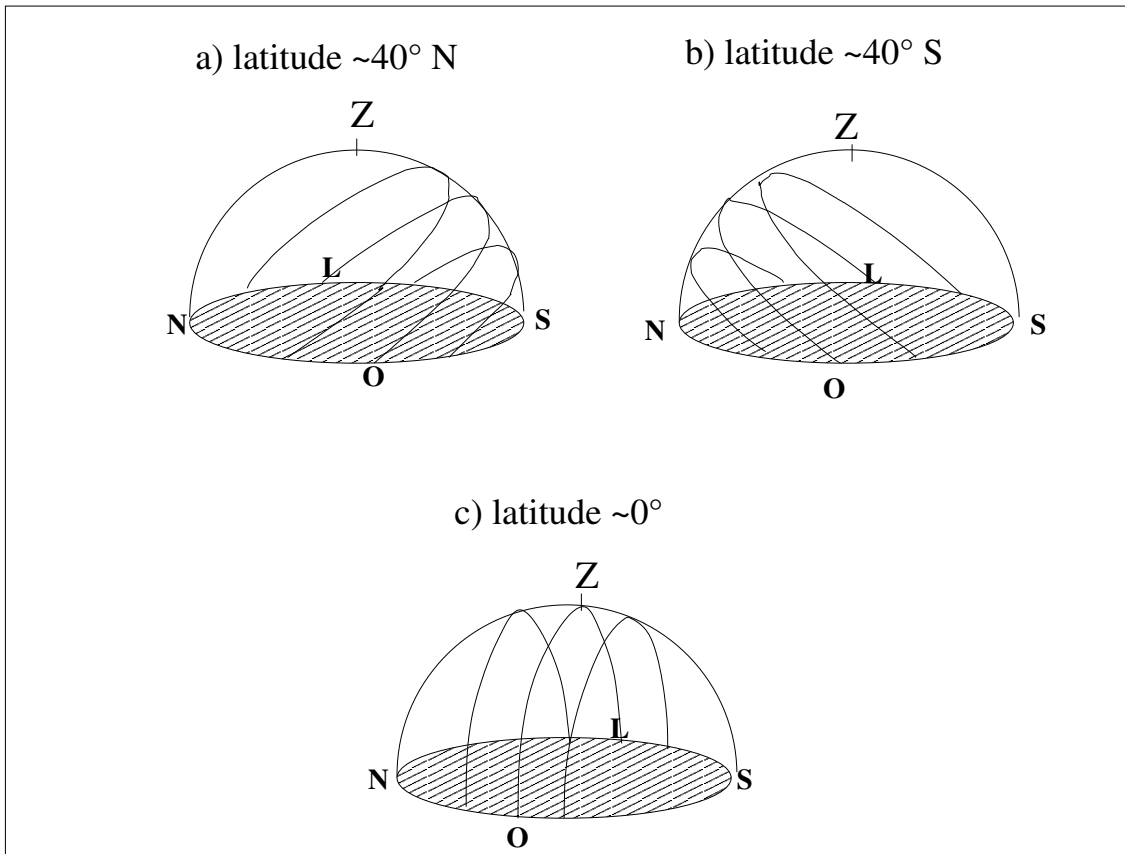 a) latitude ~40° N
b) latitude ~40° S
Z
Z
L
L
N
S
N
S
O
O
c) latitude ~0°
Z
L
N
S
O